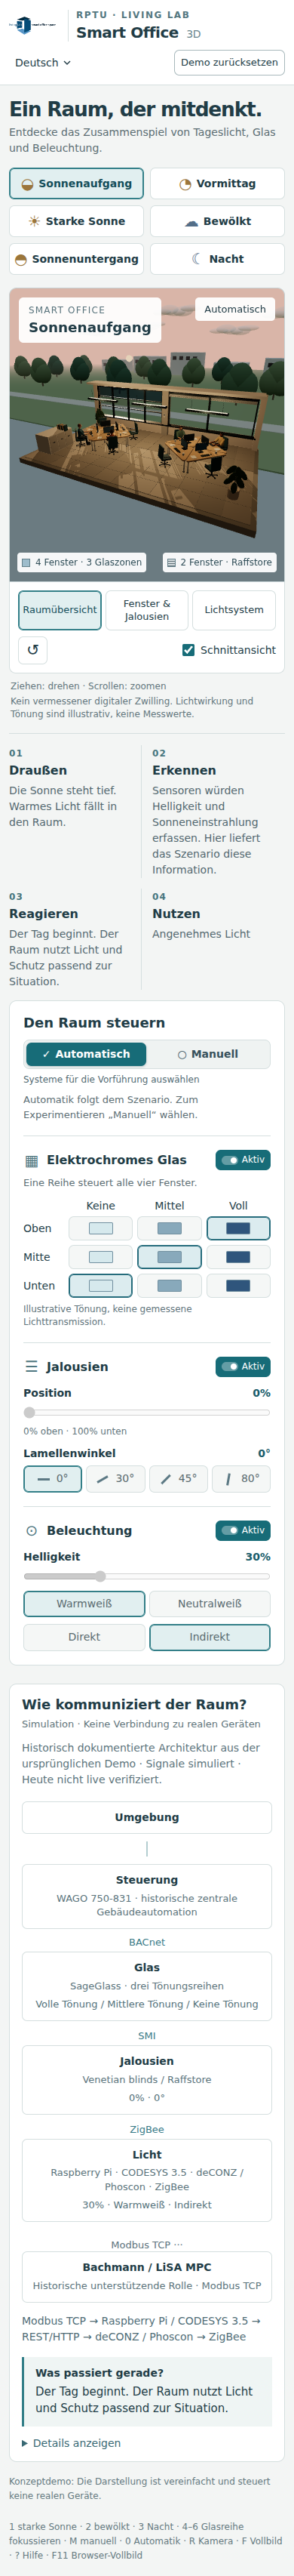 RPTU · LIVING LAB
Smart Office 3D
Deutsch
Demo zurücksetzen
Ein Raum, der mitdenkt.
Entdecke das Zusammenspiel von Tageslicht, Glas
und Beleuchtung.
Sonnenaufgang
Vormittag
Starke Sonne
Bewölkt
Sonnenuntergang
Nacht
SMART OFFICE
Sonnenaufgang
Automatisch
4 Fenster · 3 Glaszonen
2 Fenster · Raffstore
Raumübersicht
Fenster &
Jalousien
Lichtsystem
Schnittansicht
Ziehen: drehen · Scrollen: zoomen
Kein vermessener digitaler Zwilling. Lichtwirkung und
Tönung sind illustrativ, keine Messwerte.
01
Draußen
Die Sonne steht tief.
Warmes Licht fällt in
den Raum.
02
Erkennen
Sensoren würden
Helligkeit und
Sonneneinstrahlung
erfassen. Hier liefert
das Szenario diese
Information.
03
Reagieren
Der Tag beginnt. Der
Raum nutzt Licht und
Schutz passend zur
Situation.
04
Nutzen
Angenehmes Licht
Den Raum steuern
✓ Automatisch
○ Manuell
Systeme für die Vorführung auswählen
Automatik folgt dem Szenario. Zum
Experimentieren „Manuell“ wählen.
Elektrochromes Glas
Aktiv
Eine Reihe steuert alle vier Fenster.
Keine Mittel Voll
Oben
Mitte
Unten
Illustrative Tönung, keine gemessene
Lichttransmission.
Jalousien
Aktiv
Position 0%
0% oben · 100% unten
Lamellenwinkel 0°
0° 30° 45° 80°
Beleuchtung
Aktiv
Helligkeit 30%
Warmweiß
Neutralweiß
Direkt
Indirekt
Wie kommuniziert der Raum?
Simulation · Keine Verbindung zu realen Geräten
Historisch dokumentierte Architektur aus der
ursprünglichen Demo · Signale simuliert ·
Heute nicht live verifiziert.
Umgebung
Steuerung
WAGO 750-831 · historische zentrale
Gebäudeautomation
BACnet
Glas
SageGlass · drei Tönungsreihen
Volle Tönung / Mittlere Tönung / Keine Tönung
SMI
Jalousien
Venetian blinds / Raffstore
0% · 0°
ZigBee
Licht
Raspberry Pi · CODESYS 3.5 · deCONZ /
Phoscon · ZigBee
30% · Warmweiß · Indirekt
Modbus TCP ···
Bachmann / LiSA MPC
Historische unterstützende Rolle · Modbus TCP
Modbus TCP → Raspberry Pi / CODESYS 3.5 →
REST/HTTP → deCONZ / Phoscon → ZigBee
Was passiert gerade?
Der Tag beginnt. Der Raum nutzt Licht
und Schutz passend zur Situation.
▶ Details anzeigen
Konzeptdemo: Die Darstellung ist vereinfacht und steuert
keine realen Geräte.
1 starke Sonne · 2 bewölkt · 3 Nacht · 4–6 Glasreihe
fokussieren · M manuell · 0 Automatik · R Kamera · F Vollbild
· ? Hilfe · F11 Browser-Vollbild